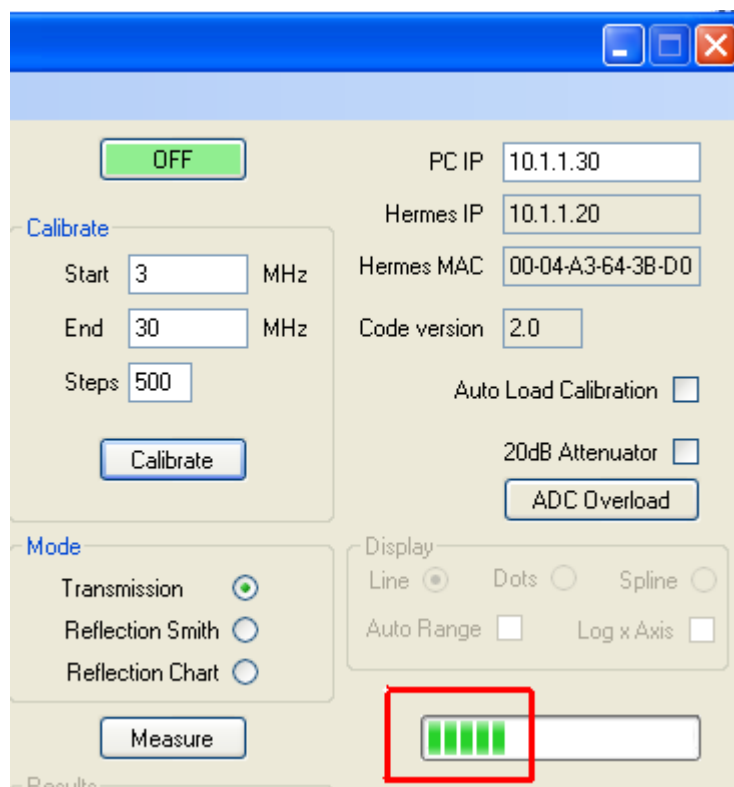 OFF
PC IP 10.1.1.30
Hermes IP 10.1.1.20
Hermes MAC 00-04-A3-64-3B-D0
Code version 2.0
Auto Load Calibration
20dB Attenuator
ADC Overload
Calibrate
Start 3 MHz
End 30 MHz
Steps 500
Calibrate
Mode
Transmission
Reflection Smith
Reflection Chart
Display
Line Dots Spline
Auto Range Log x Axis
Measure
Results